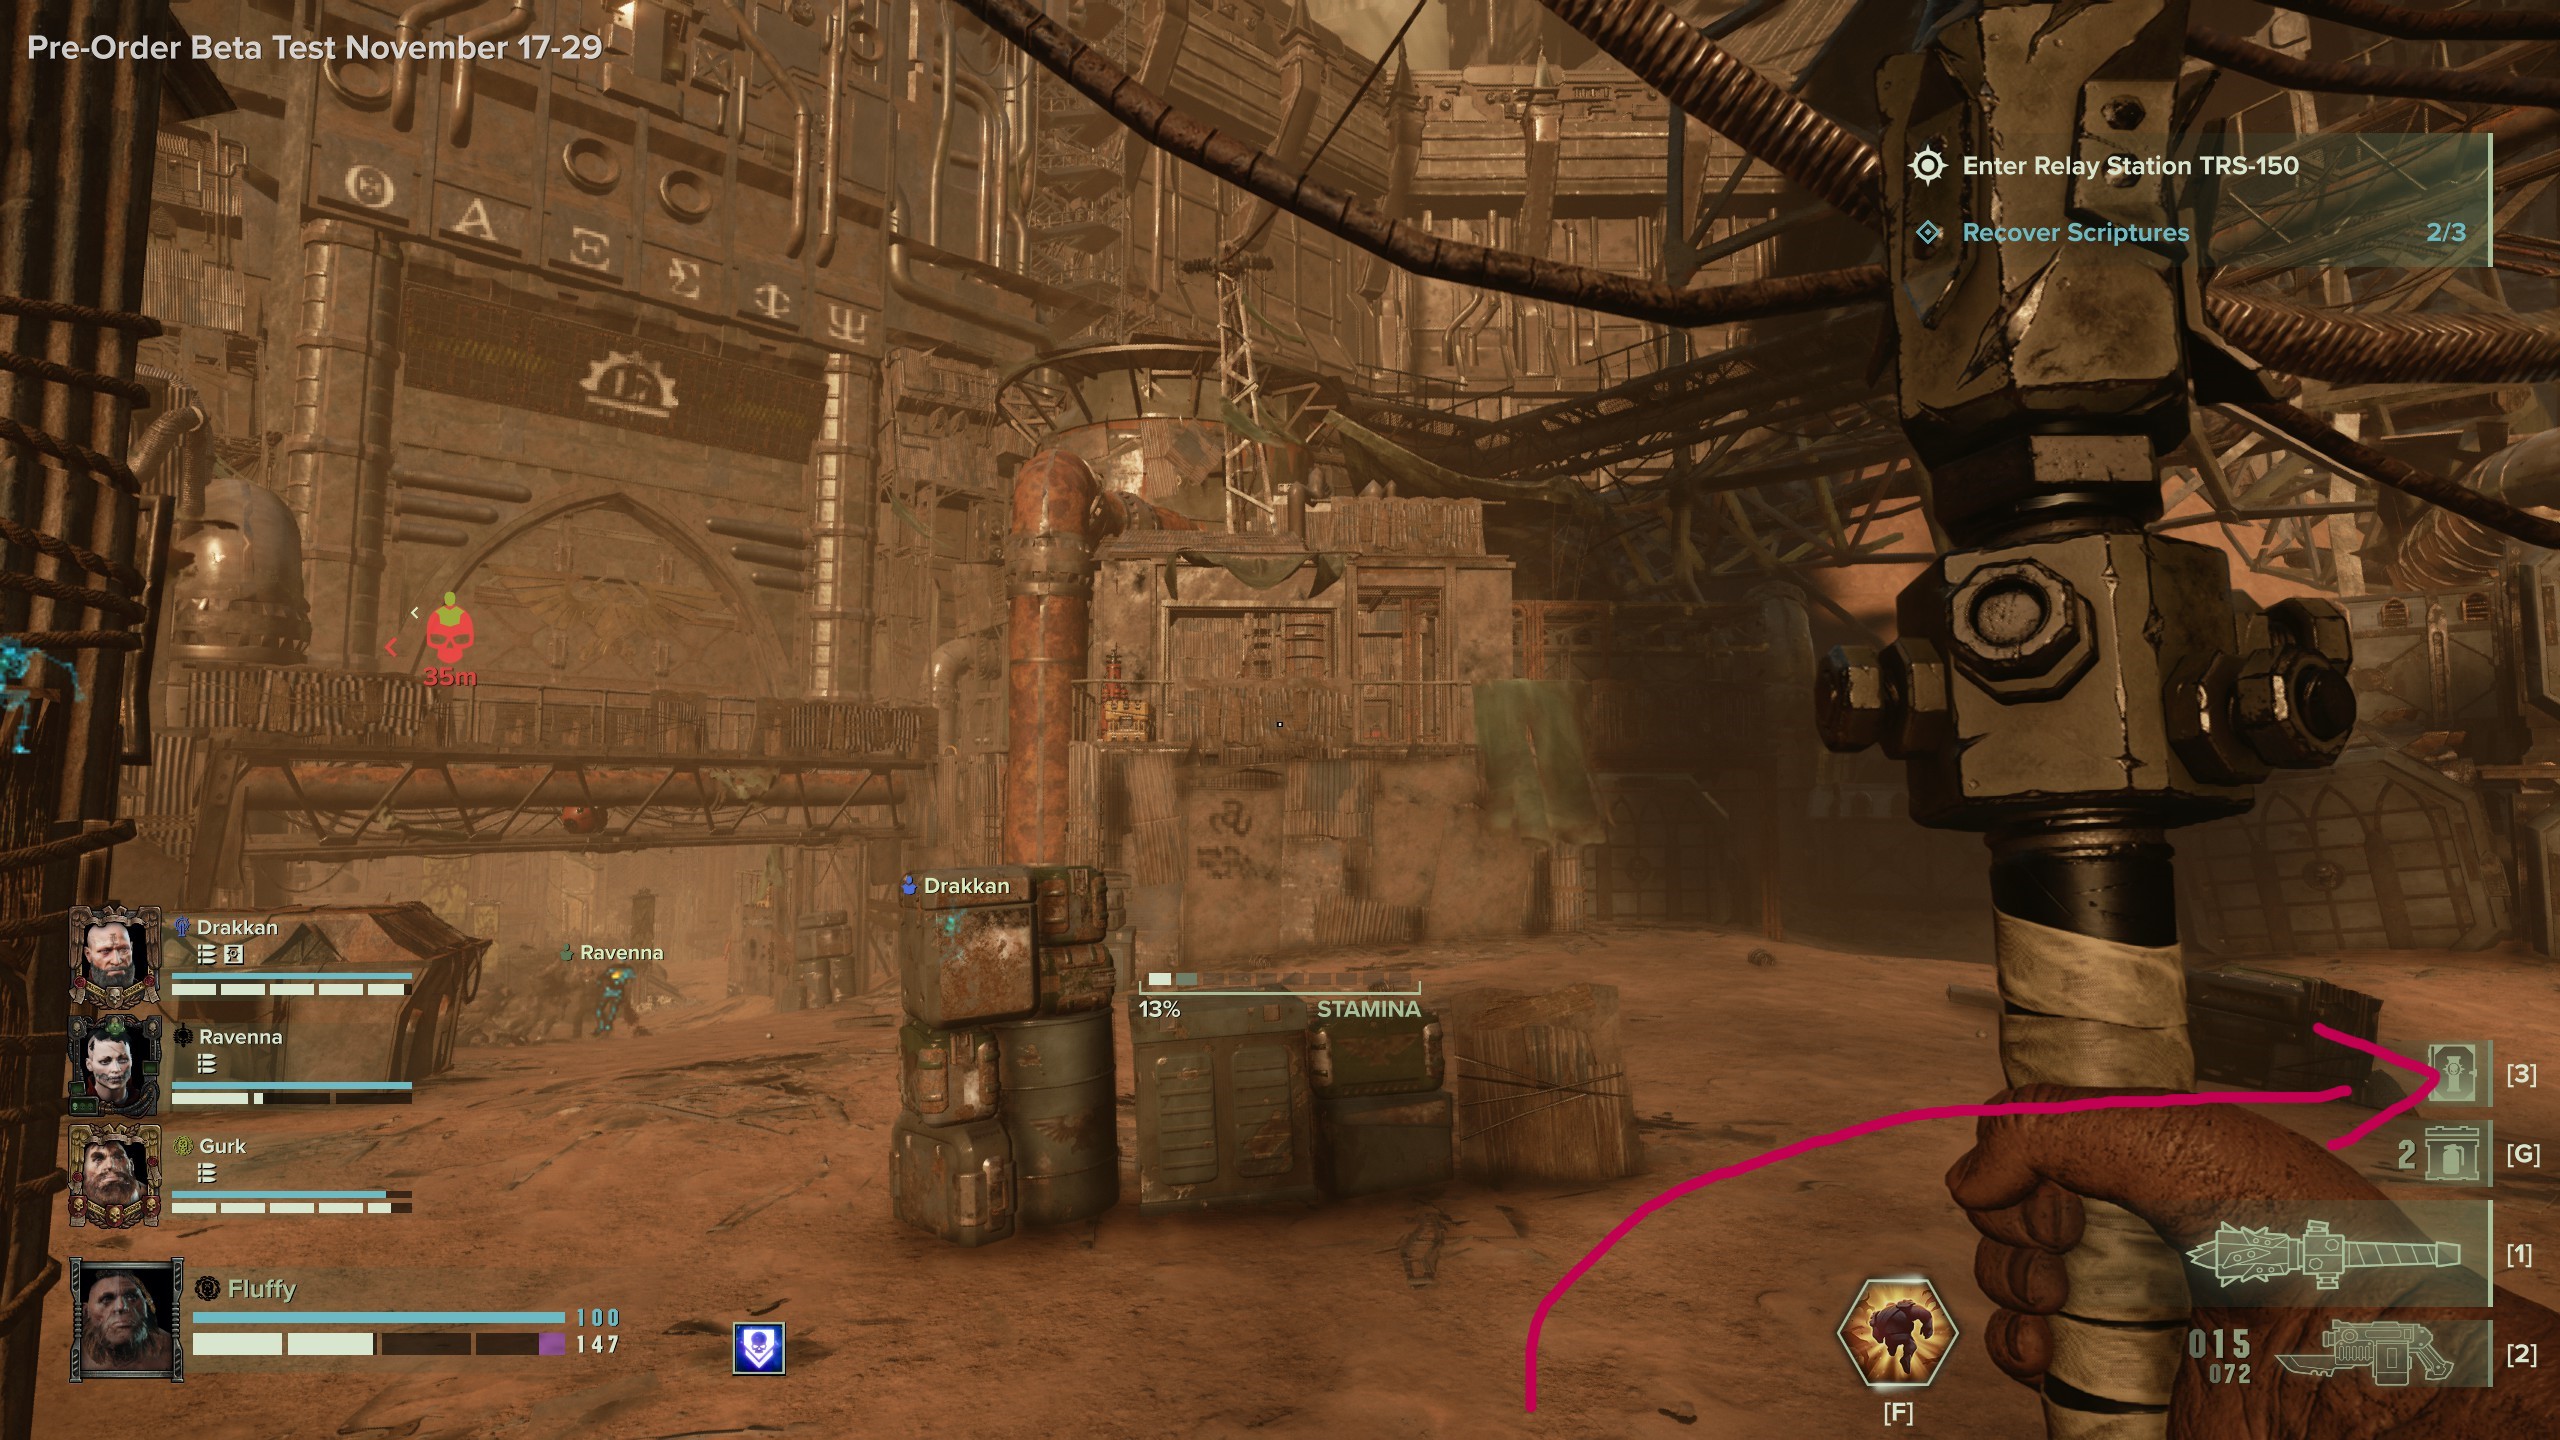 Pre-Order Beta Test November 17-29
Enter Relay Station TRS-150
Recover Scriptures 2/3
Θ Α Ξ Σ Φ Ψ
35m
Drakkan
Ravenna
13% STAMINA
Drakkan
Ravenna
Gurk
Fluffy
100
147
[3]
2 [G]
[1]
015
072
[2]
[F]